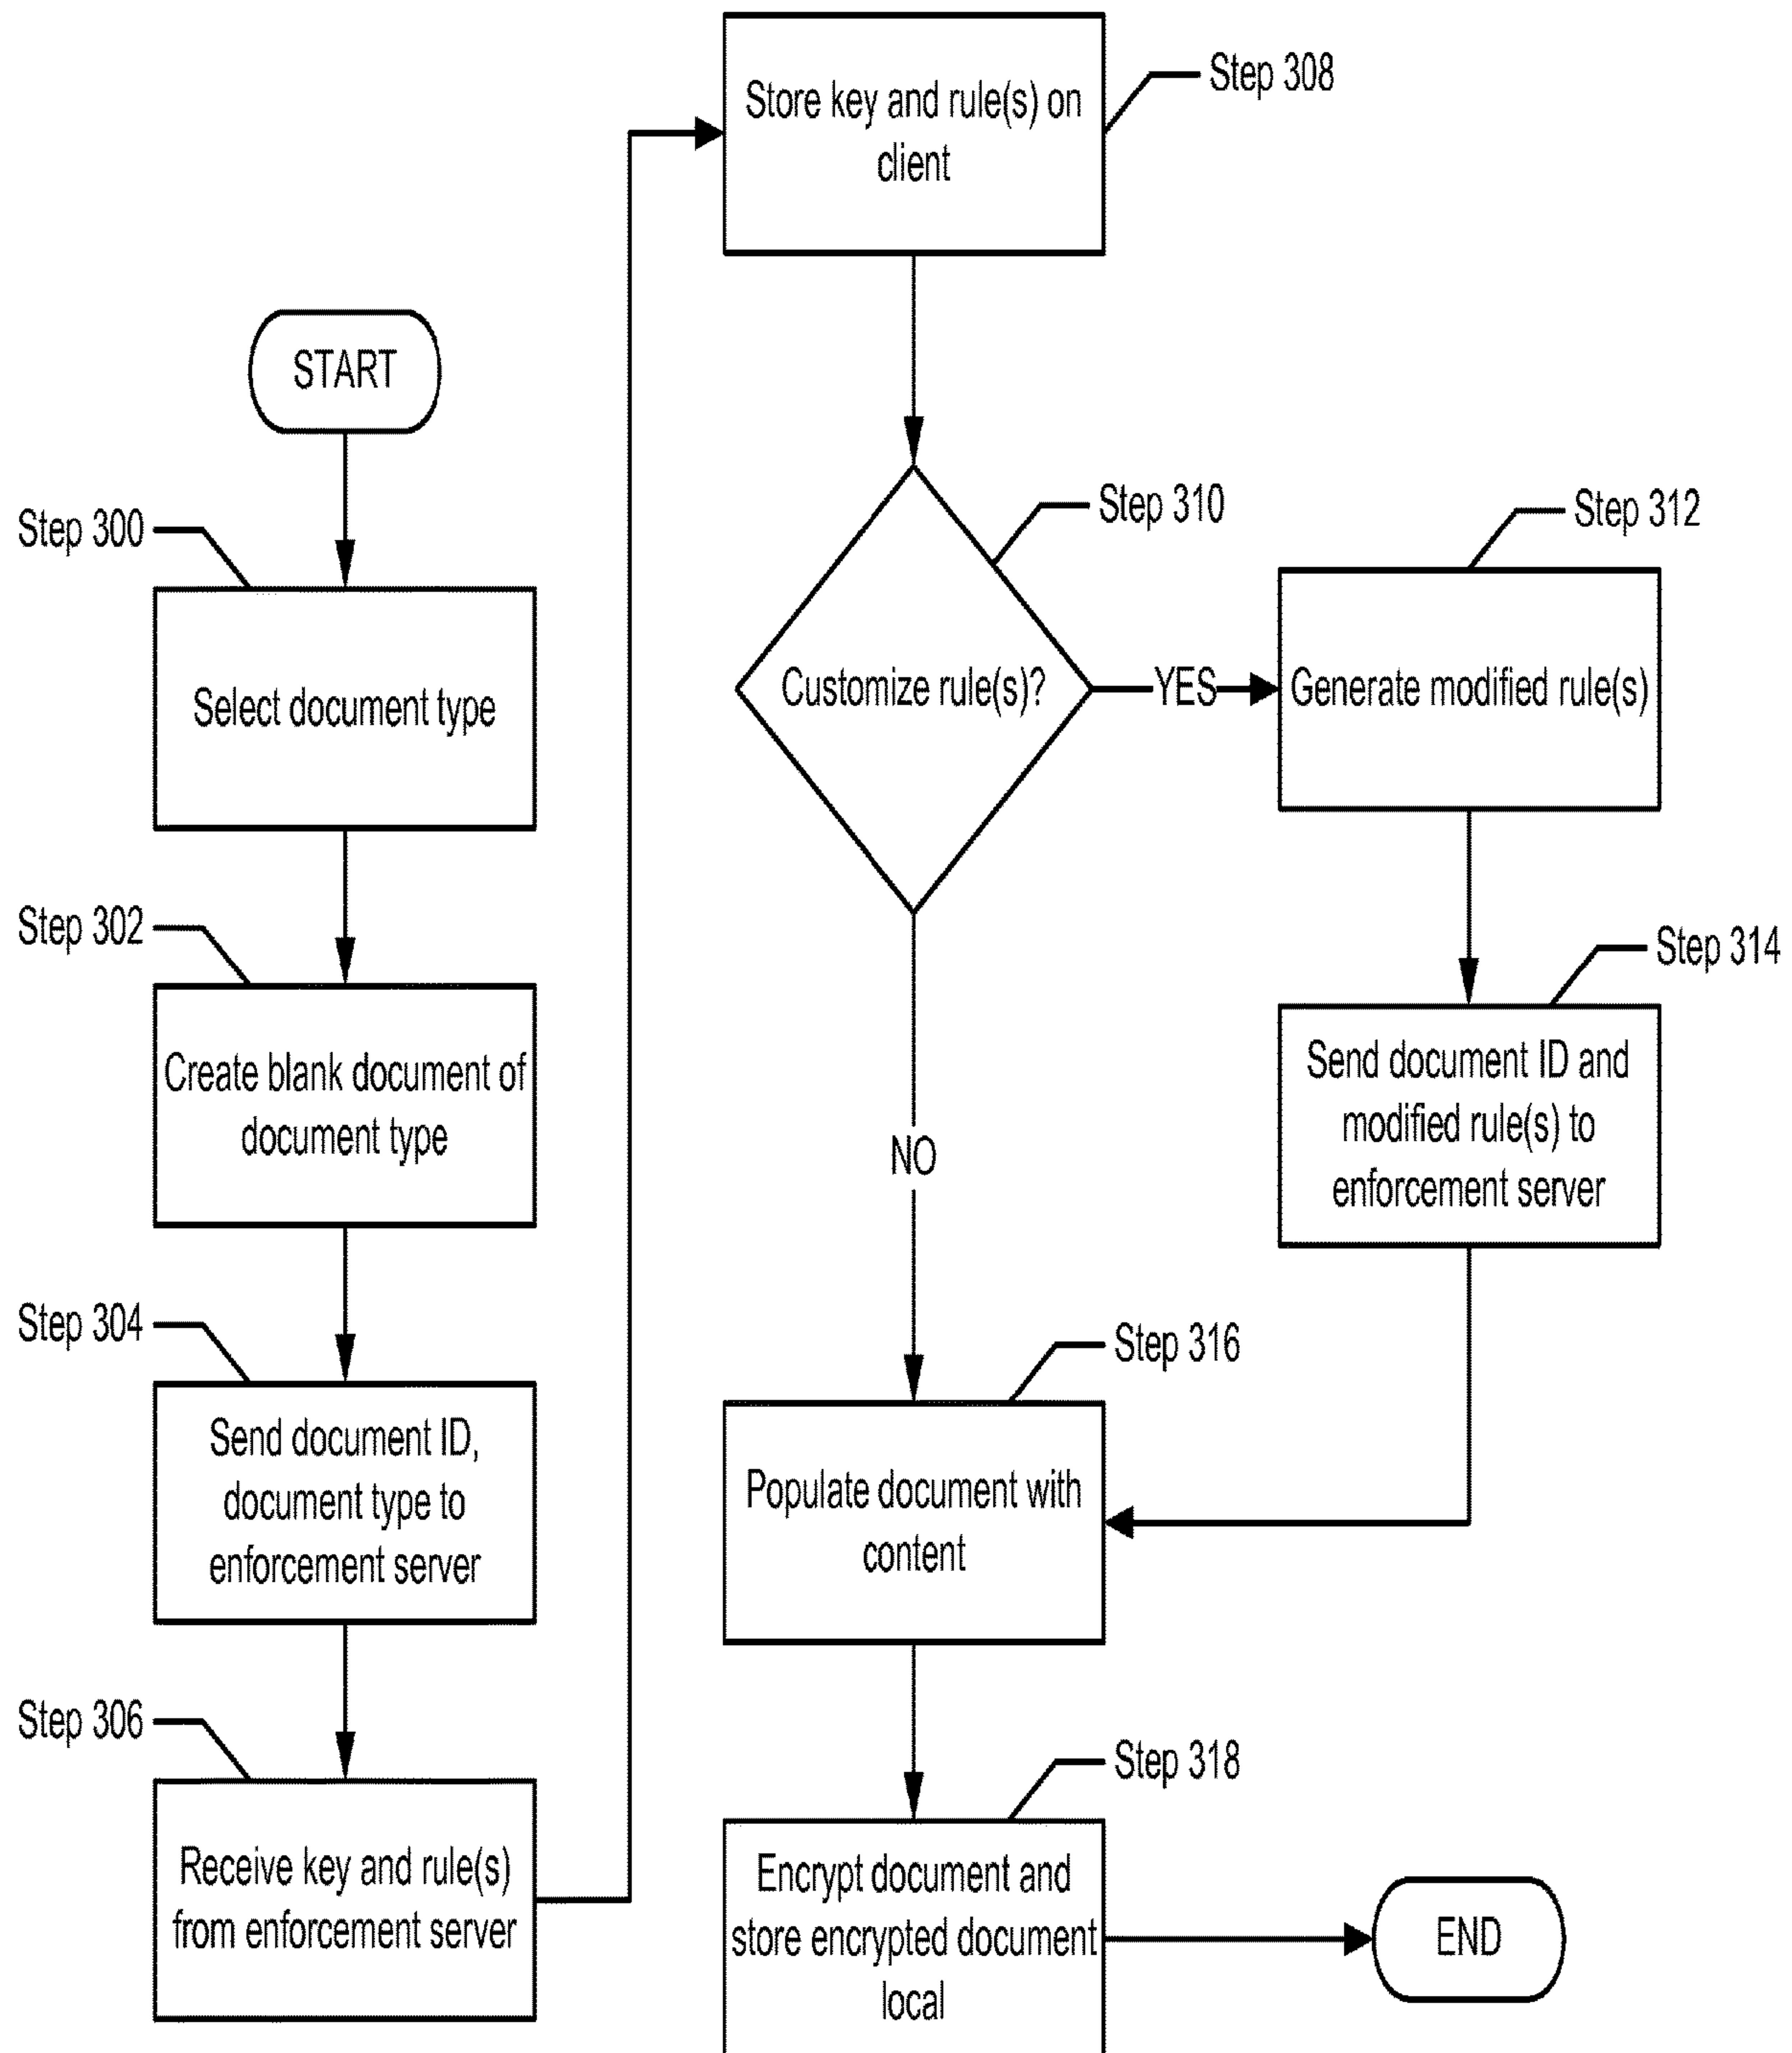 START
Step 300
Select document type
Step 302
Create blank document of
document type
Step 304
Send document ID,
document type to
enforcement server
Step 306
Receive key and rule(s)
from enforcement server
Step 308
Store key and rule(s) on
client
Step 310
Customize rule(s)?
YES
Step 312
Generate modified rule(s)
Step 314
Send document ID and
modified rule(s) to
enforcement server
NO
Step 316
Populate document with
content
Step 318
Encrypt document and
store encrypted document
local
END